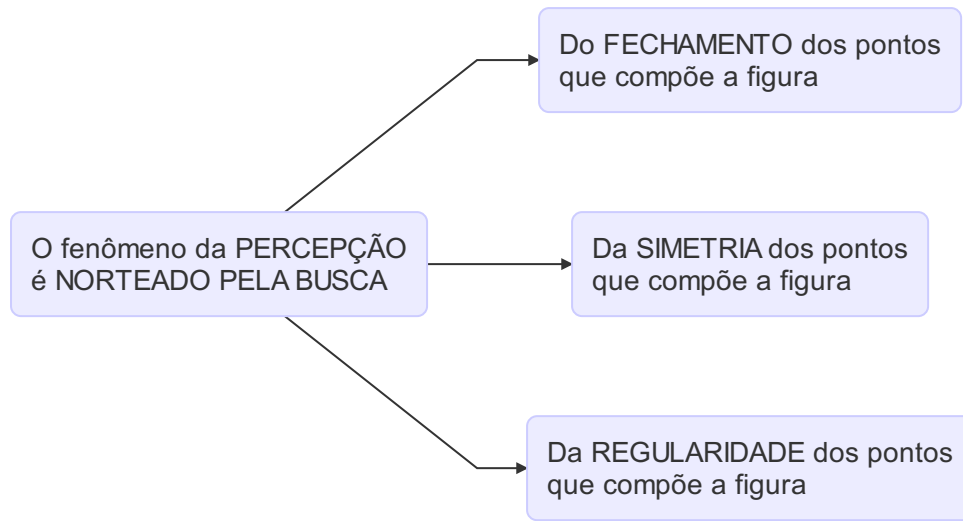 Do FECHAMENTO dos pontos
que compõe a figura
O fenômeno da PERCEPÇÃO
é NORTEADO PELA BUSCA
Da SIMETRIA dos pontos
que compõe a figura
Da REGULARIDADE dos pontos
que compõe a figura